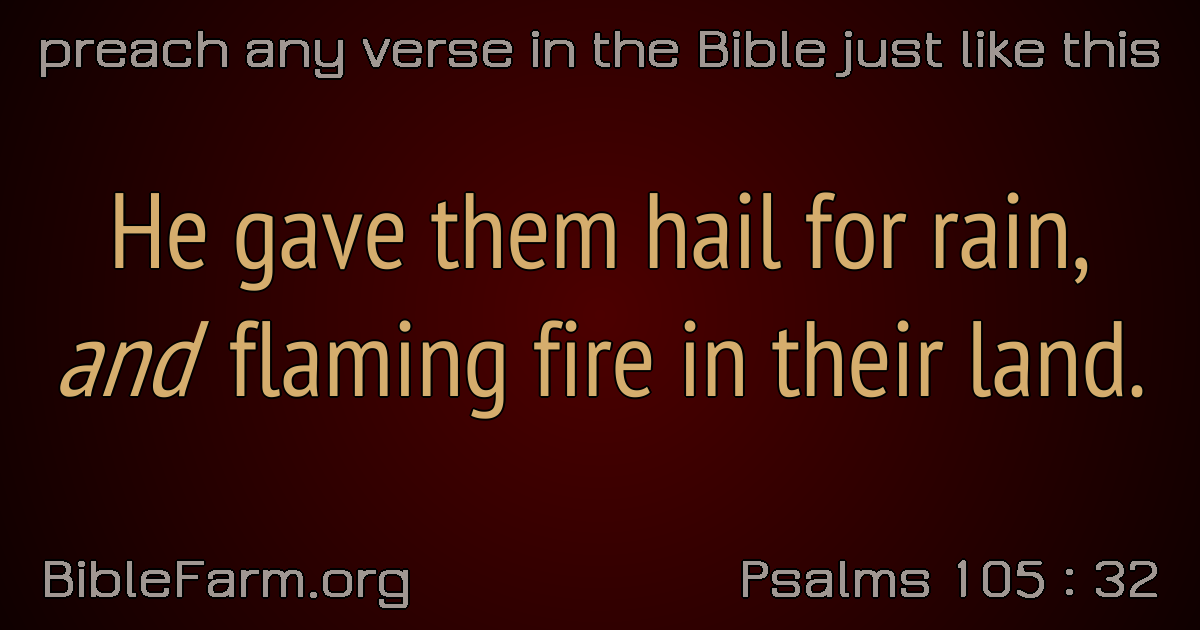 preach any verse in the Bible just like this
He gave them hail for rain,
and flaming fire in their land.
BibleFarm.org
Psalms 105 : 32